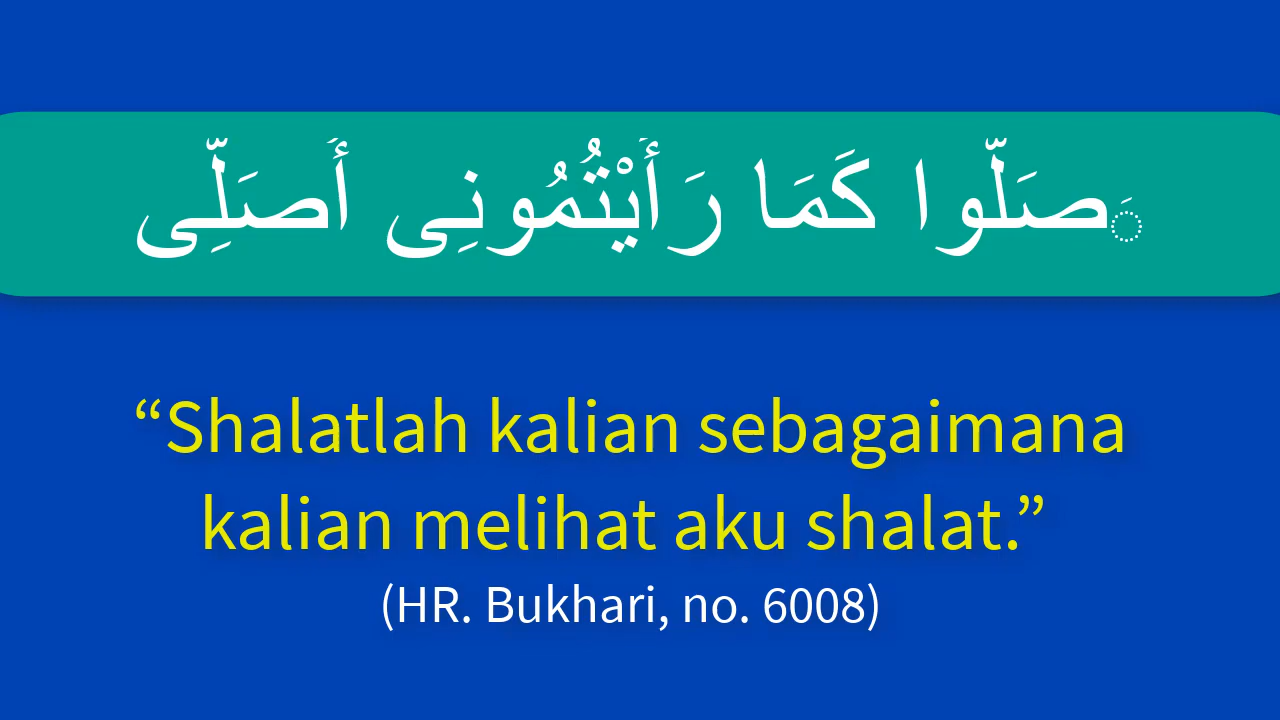 َصَلُّوا كَمَا رَأَيْتُمُونِى أُصَلِّى
“Shalatlah kalian sebagaimana
kalian melihat aku shalat.”
(HR. Bukhari, no. 6008)